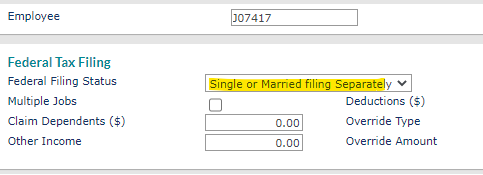 Employee J07417
Federal Tax Filing
Federal Filing Status Single or Married filing Separately
Multiple Jobs Deductions ($)
Claim Dependents ($) 0.00 Override Type
Other Income 0.00 Override Amount